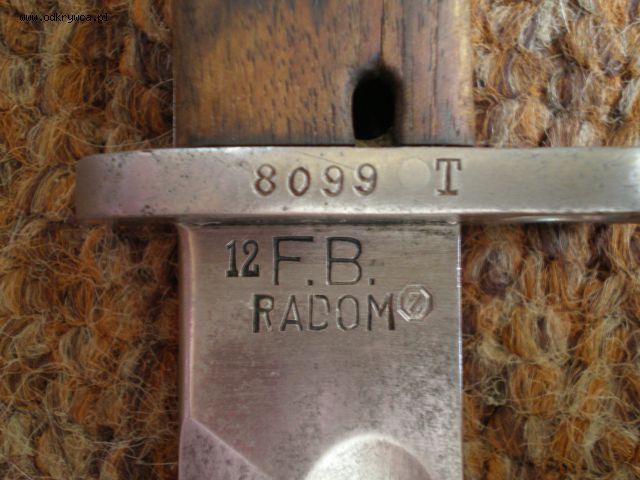 www.odkrywca.pl
8099 T
12 F.B.
RADOM Z